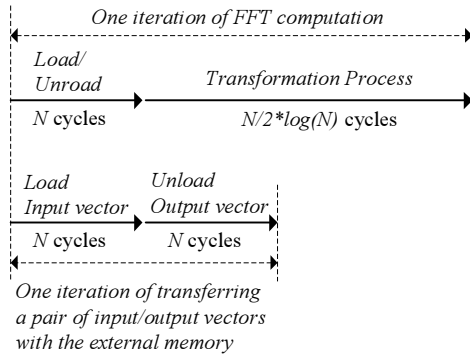 One iteration of FFT computation
Load/
Unroad
Transformation Process
N cycles
N/2*log(N) cycles
Load
Input vector
Unload
Output vector
N cycles
N cycles
One iteration of transferring
a pair of input/output vectors
with the external memory